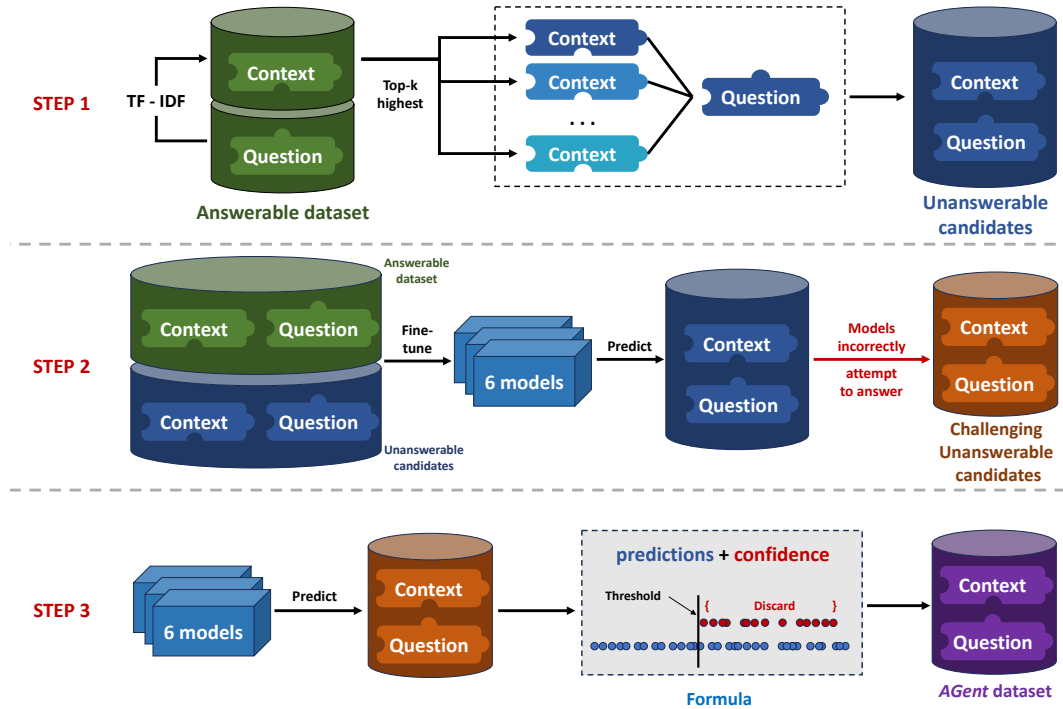 STEP 1
TF - IDF
Context
Question
Answerable dataset
Top-k
highest
Context
Context
. . .
Context
Question
Context
Question
Unanswerable
candidates
STEP 2
Context
Question
Answerable
dataset
Context
Question
Unanswerable
candidates
Fine-
tune
6 models
Predict
Context
Question
Models
incorrectly
attempt
to answer
Context
Question
Challenging
Unanswerable
candidates
STEP 3
6 models
Predict
Context
Question
predictions + confidence
Threshold
{ Discard }
Formula
Context
Question
AGent dataset